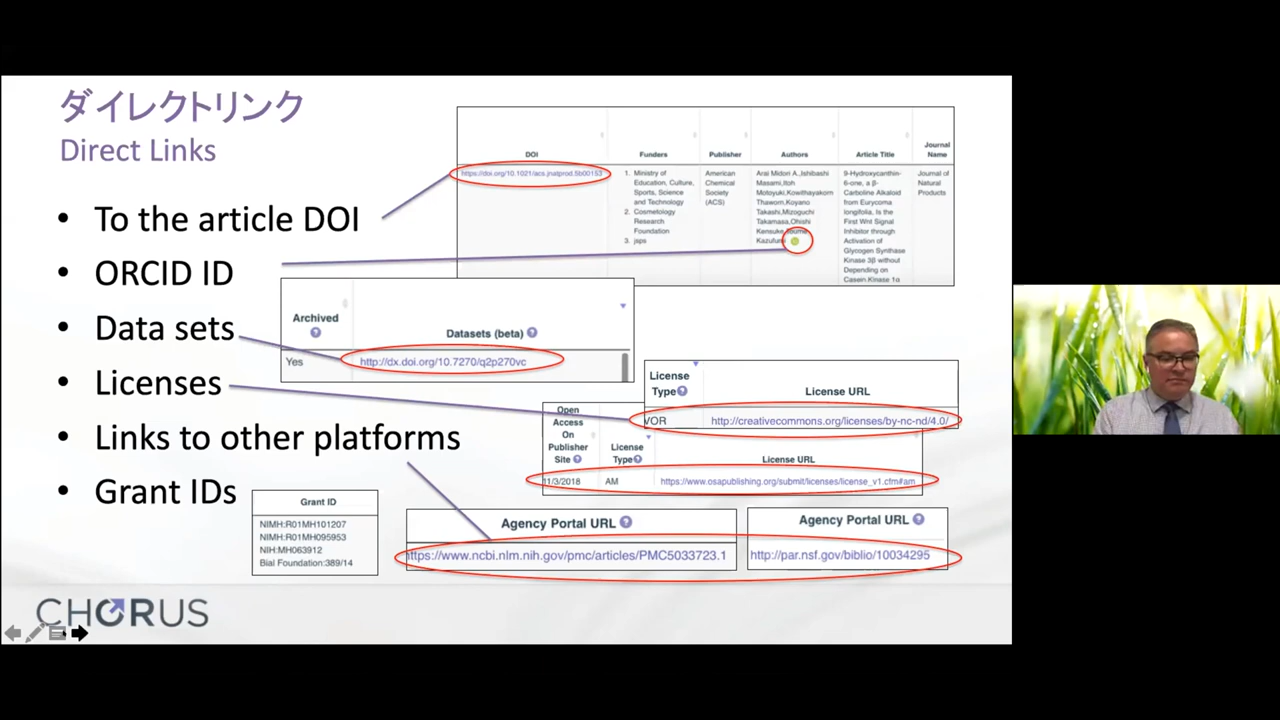 ダイレクトリンク
Direct Links
• To the article DOI
• ORCID ID
• Data sets
• Licenses
• Links to other platforms
• Grant IDs
DOI
Funders
Publisher
Authors
Article Title
Journal
Name
https://doi.org/10.1021/acs.jnatprod.5b00153
1. Ministry of
Education, Culture,
Sports, Science
and Technology
2. Cosmetology
Research
Foundation
3. jsps
American
Chemical
Society
(ACS)
Arai Midori A.,Ishibashi
Masami,Itoh
Motoyuki,Kowithayakorn
Thaworn,Koyano
Takashi,Mizoguchi
Takamasa,Ohishi
Kensuke,Toume
Kazufumi
9-Hydroxycanthin-
6-one, a β-
Carboline Alkaloid
from Eurycoma
longifolia, Is the
First Wnt Signal
Inhibitor through
Activation of
Glycogen Synthase
Kinase 3β without
Depending on
Casein Kinase 1α
Journal of
Natural
Products
Archived
?
Datasets (beta) ?
Yes
http://dx.doi.org/10.7270/q2p270vc
License
Type?
License URL
VOR
http://creativecommons.org/licenses/by-nc-nd/4.0/
Open
Access
On
Publisher
Site ?
License
Type?
License URL
11/3/2018
AM
https://www.osapublishing.org/submit/licenses/license_v1.cfm#am
Grant ID
NIMH:R01MH101207
NIMH:R01MH095953
NIH:MH063912
Bial Foundation:389/14
Agency Portal URL ?
https://www.ncbi.nlm.nih.gov/pmc/articles/PMC5033723.1
Agency Portal URL ?
http://par.nsf.gov/biblio/10034295
CHORUS